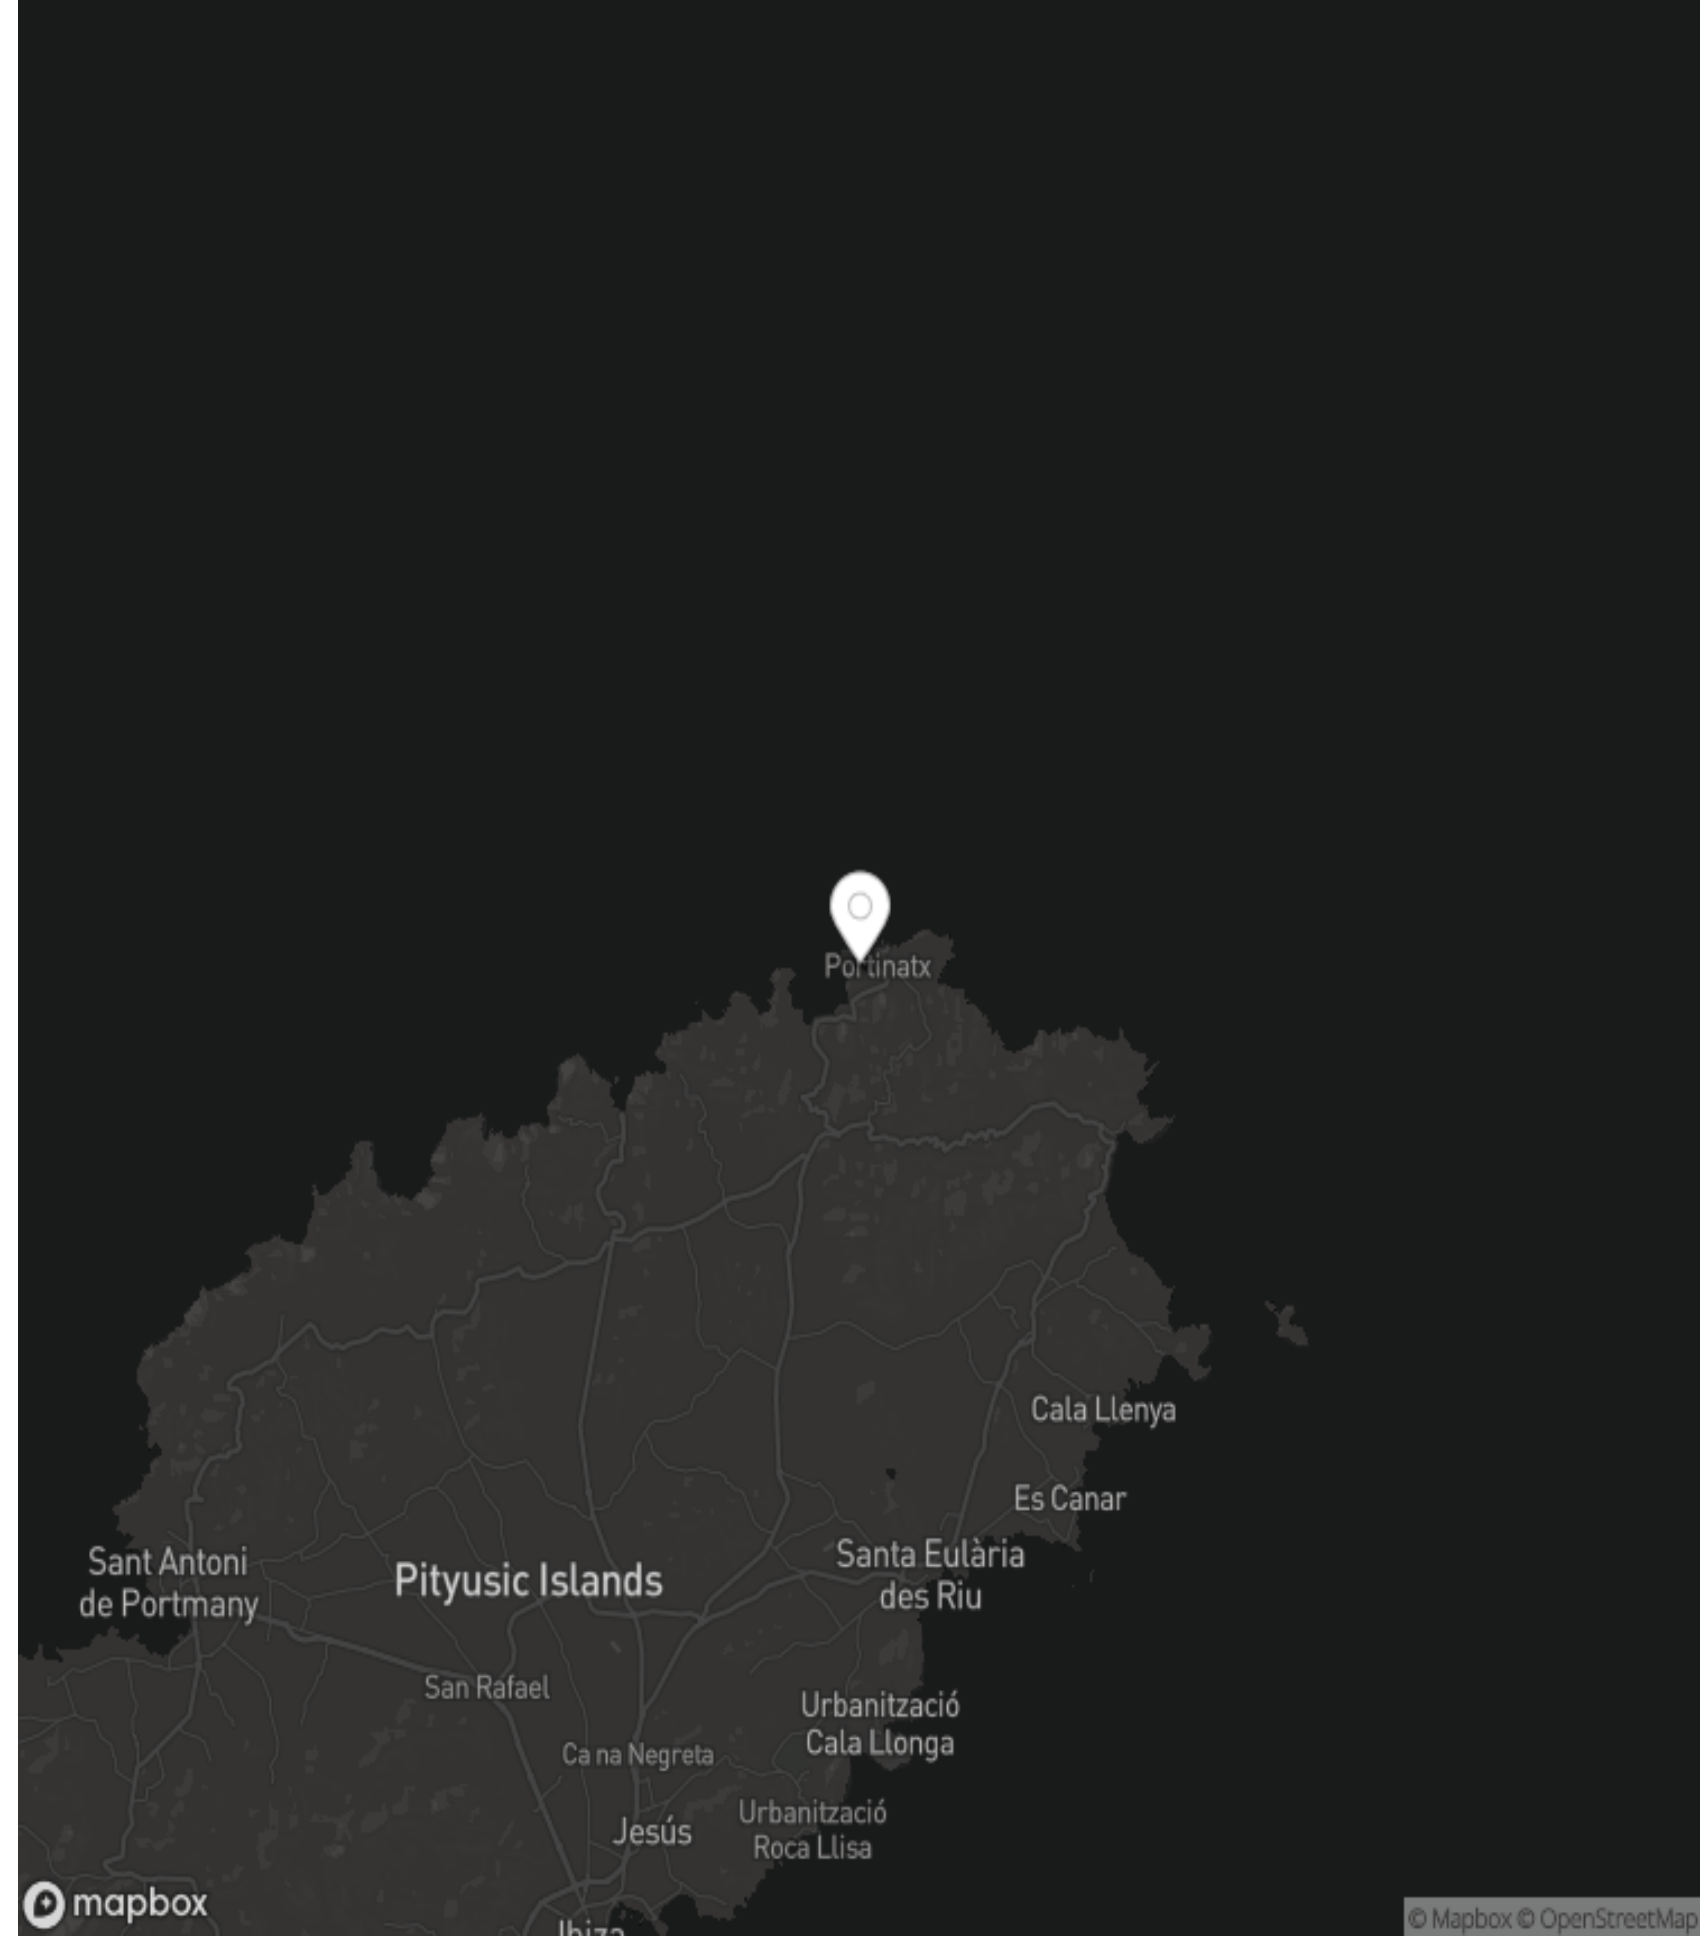 Portinatx
Cala Llenya
Es Canar
Sant Antoni
de Portmany
Pityusic Islands
Santa Eulària
des Riu
San Rafael
Urbanització
Cala Llonga
Ca na Negreta
Urbanització
Roca Llisa
Jesús
mapbox
Ibiza
© Mapbox © OpenStreetMap